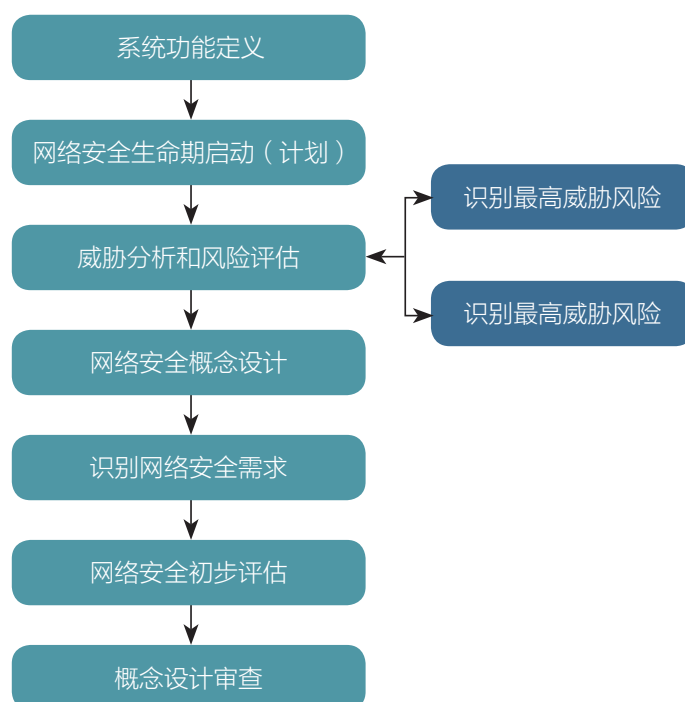 系统功能定义
网络安全生命期启动（计划）
威胁分析和风险评估
识别最高威胁风险
识别最高威胁风险
网络安全概念设计
识别网络安全需求
网络安全初步评估
概念设计审查